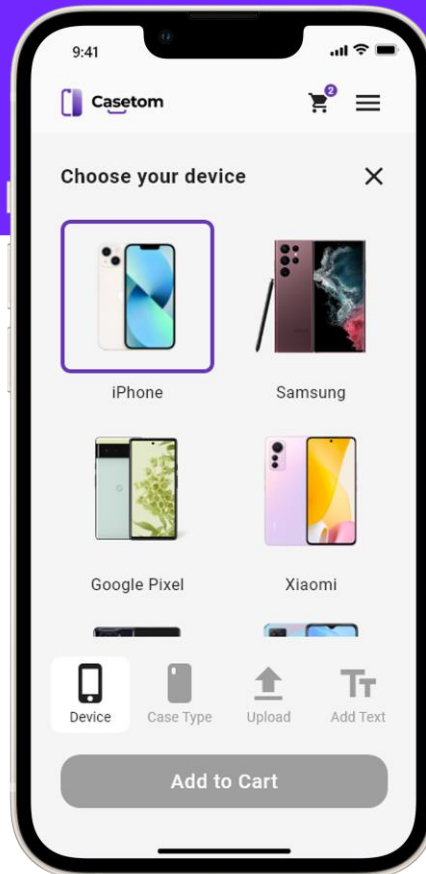 9:41
Casetom
2
Choose your device
iPhone
Samsung
Google Pixel
Xiaomi
Device
Case Type
Upload
Add Text
Add to Cart